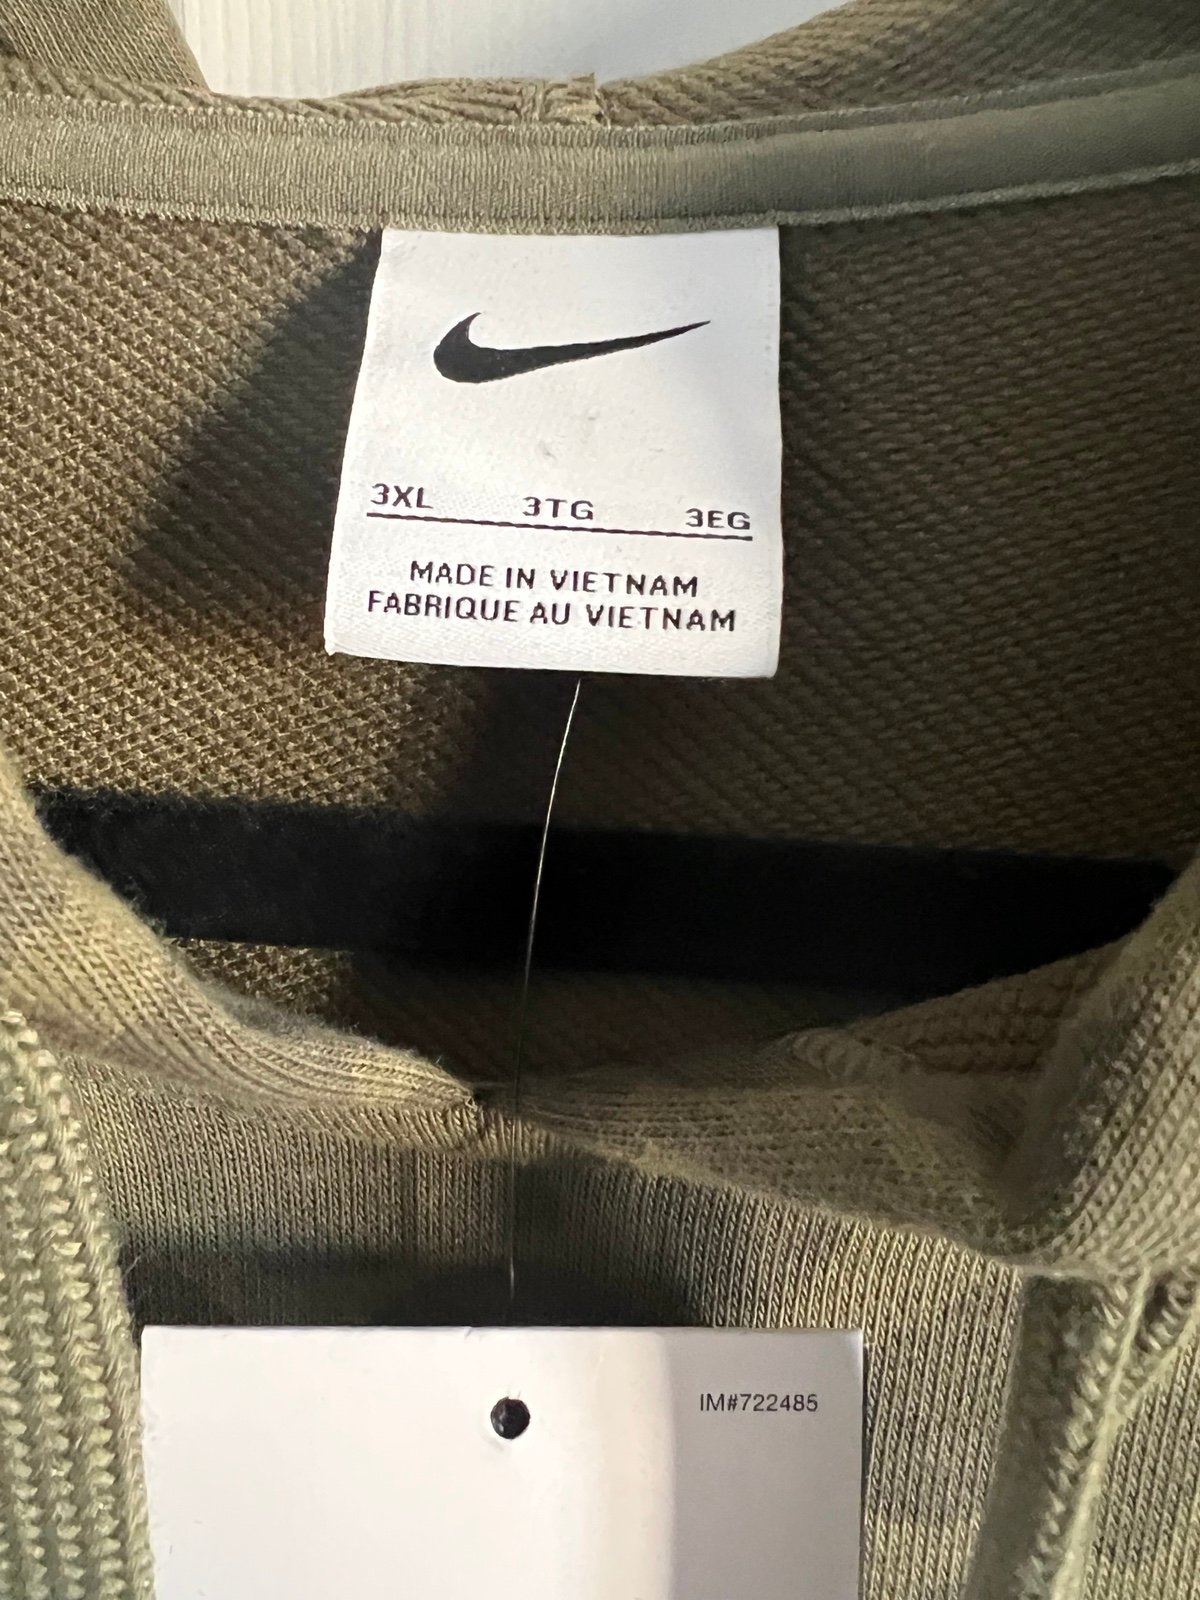 3XL 3TG 3EG
MADE IN VIETNAM
FABRIQUE AU VIETNAM
IM#722485